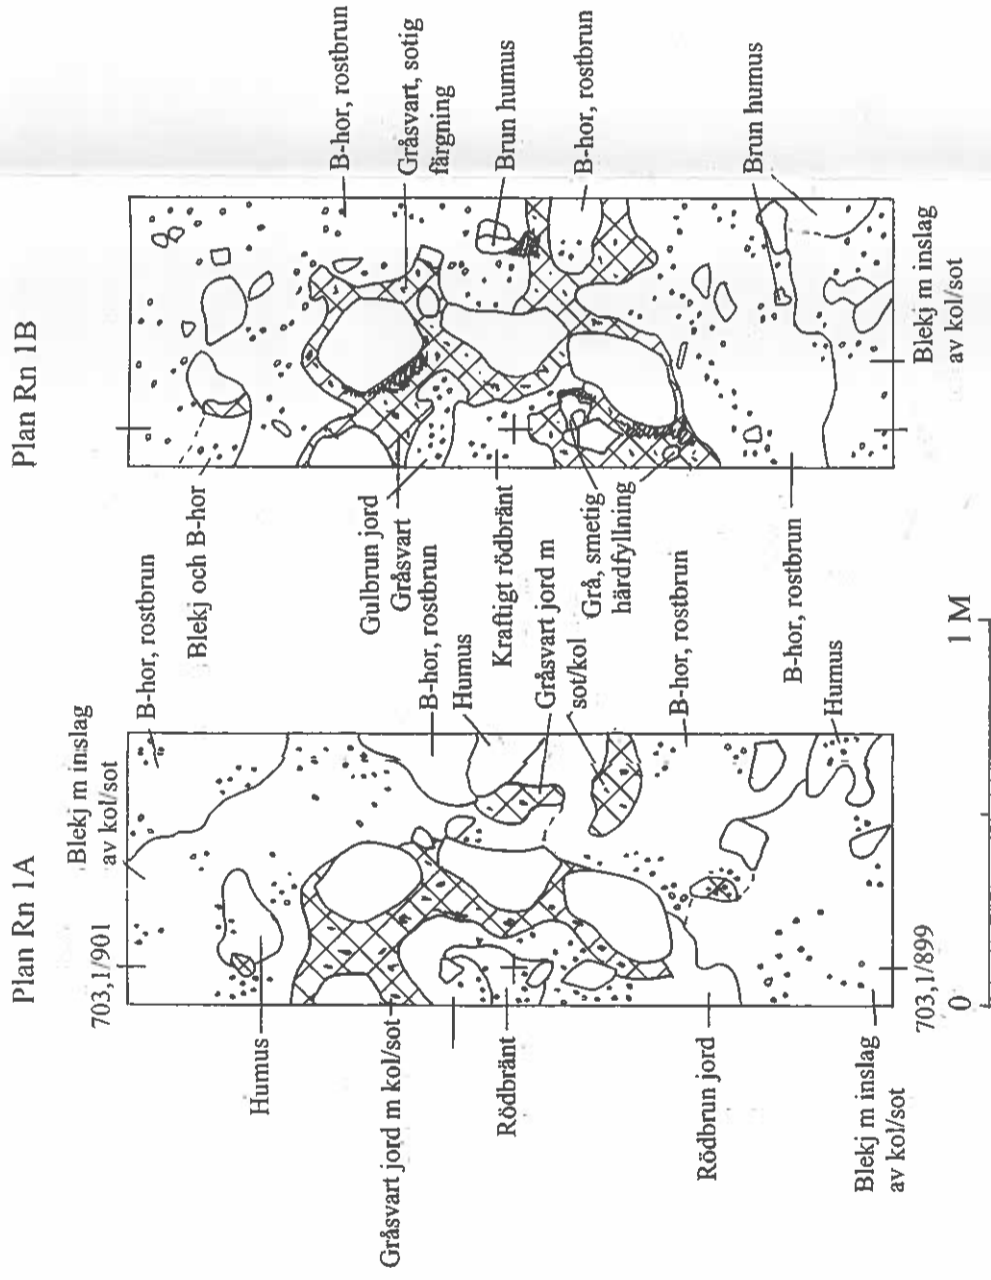 Plan Rn 1A
703,1/901
Blekj m inslag
av kol/sot
B-hor, rostbrun
Humus
Gråsvart jord m kol/sot
Rödbränt
Rödbrun jord
Blekj m inslag
av kol/sot
B-hor, rostbrun
Humus
Gråsvart jord m
sot/kol
B-hor, rostbrun
Humus
703,1/899
0
1 M
Plan Rn 1B
Blekj och B-hor
Gulbrun jord
Gråsvart
Kraftigt rödbränt
Grå, smetig
härdfyllning
B-hor, rostbrun
B-hor, rostbrun
Gråsvart, sotig
färgning
Brun humus
B-hor, rostbrun
Brun humus
Blekj m inslag
av kol/sot